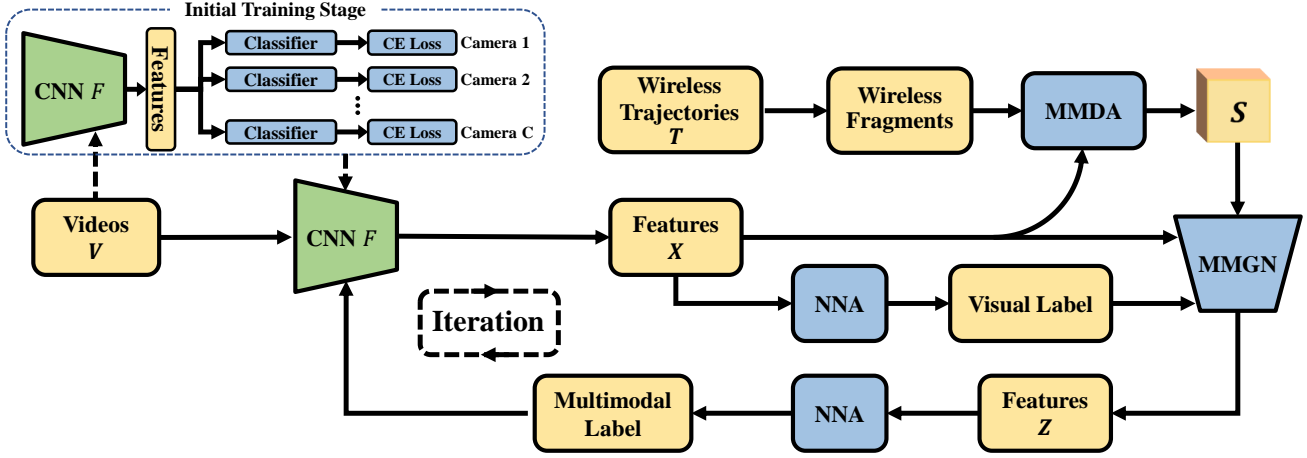 Initial Training Stage
CNN F
Features
Classifier
CE Loss
Camera 1
Classifier
CE Loss
Camera 2
Classifier
CE Loss
Camera C
Wireless
Trajectories
T
Wireless
Fragments
MMDA
S
Videos
V
CNN F
Features
X
MMGN
NNA
Visual Label
Iteration
Multimodal
Label
NNA
Features
Z